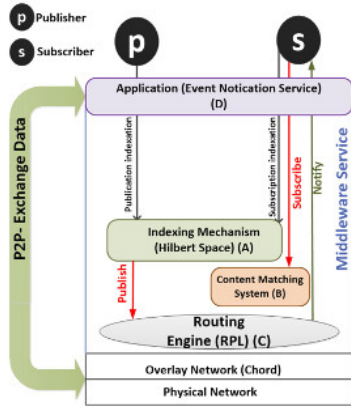 p Publisher
s Subscriber
p
s
Application (Event Notication Service)
(D)
Publication indexation
Subscription indexation
Subscribe
Notify
Middleware Service
P2P- Exchange Data
Indexing Mechanism
(Hilbert Space) (A)
Publish
Content Matching
System (B)
Routing
Engine (RPL) (C)
Overlay Network (Chord)
Physical Network